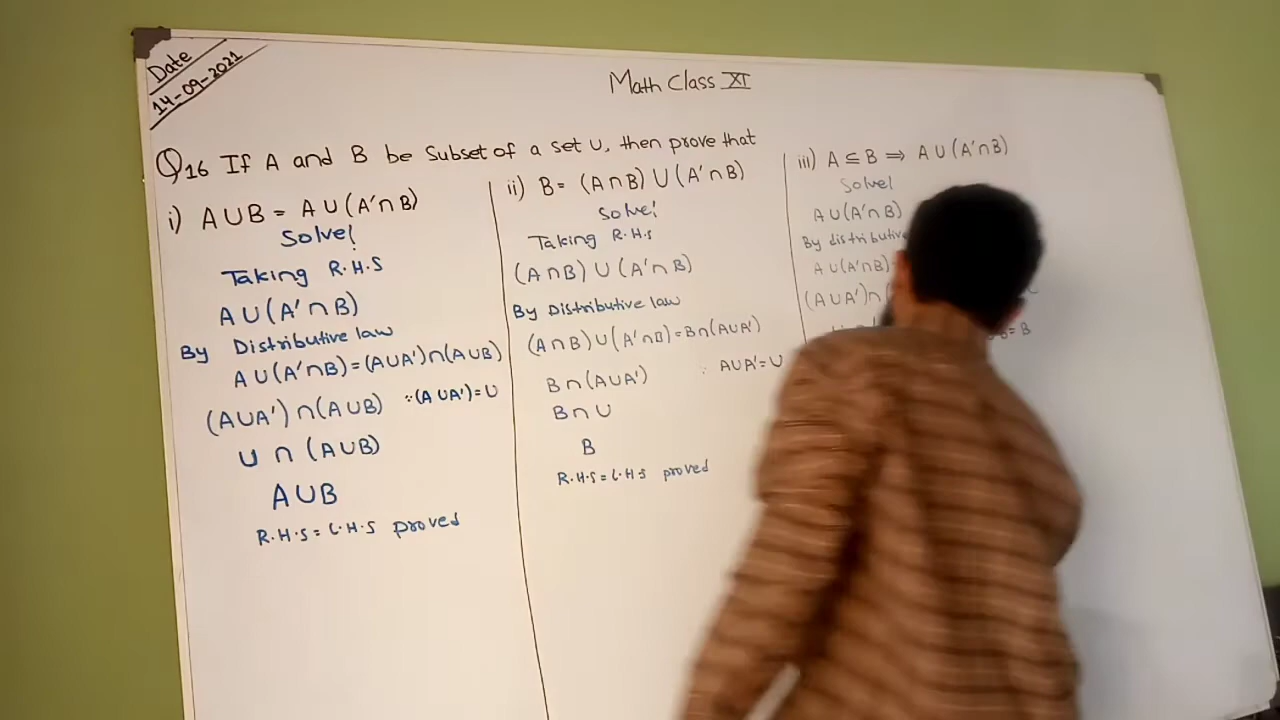 Date
14-09-2021
Math Class XI
Q16 If A and B be Subset of a set U, then prove that
i) A∪B = A∪(A'∩B)
Solve!
Taking R.H.S
A∪(A'∩B)
By Distributive law
A∪(A'∩B)=(A∪A')∩(A∪B)
(A∪A')∩(A∪B) ∵(A∪A')=U
U∩(A∪B)
A∪B
R.H.S=L.H.S proved
ii) B= (A∩B)∪(A'∩B)
Solve!
Taking R.H.S
(A∩B)∪(A'∩B)
By Distributive law
(A∩B)∪(A'∩B)=B∩(A∪A')
B∩(A∪A') ∵ A∪A'=U
B∩U
B
R.H.S=L.H.S proved
iii) A⊆B ⇒ A∪(A'∩B)
Solve!
A∪(A'∩B)
By distributive
A∪(A'∩B)
(A∪A')∩
=B